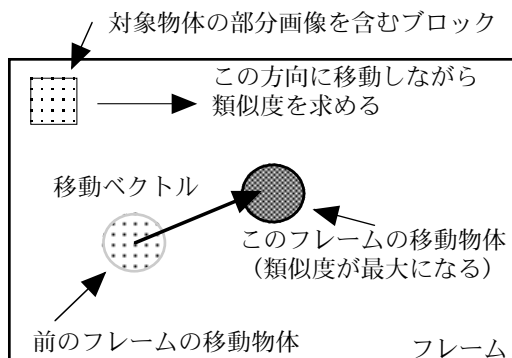 対象物体の部分画像を含むブロック
この方向に移動しながら
類似度を求める
移動ベクトル
このフレームの移動物体
（類似度が最大になる）
前のフレームの移動物体
フレーム